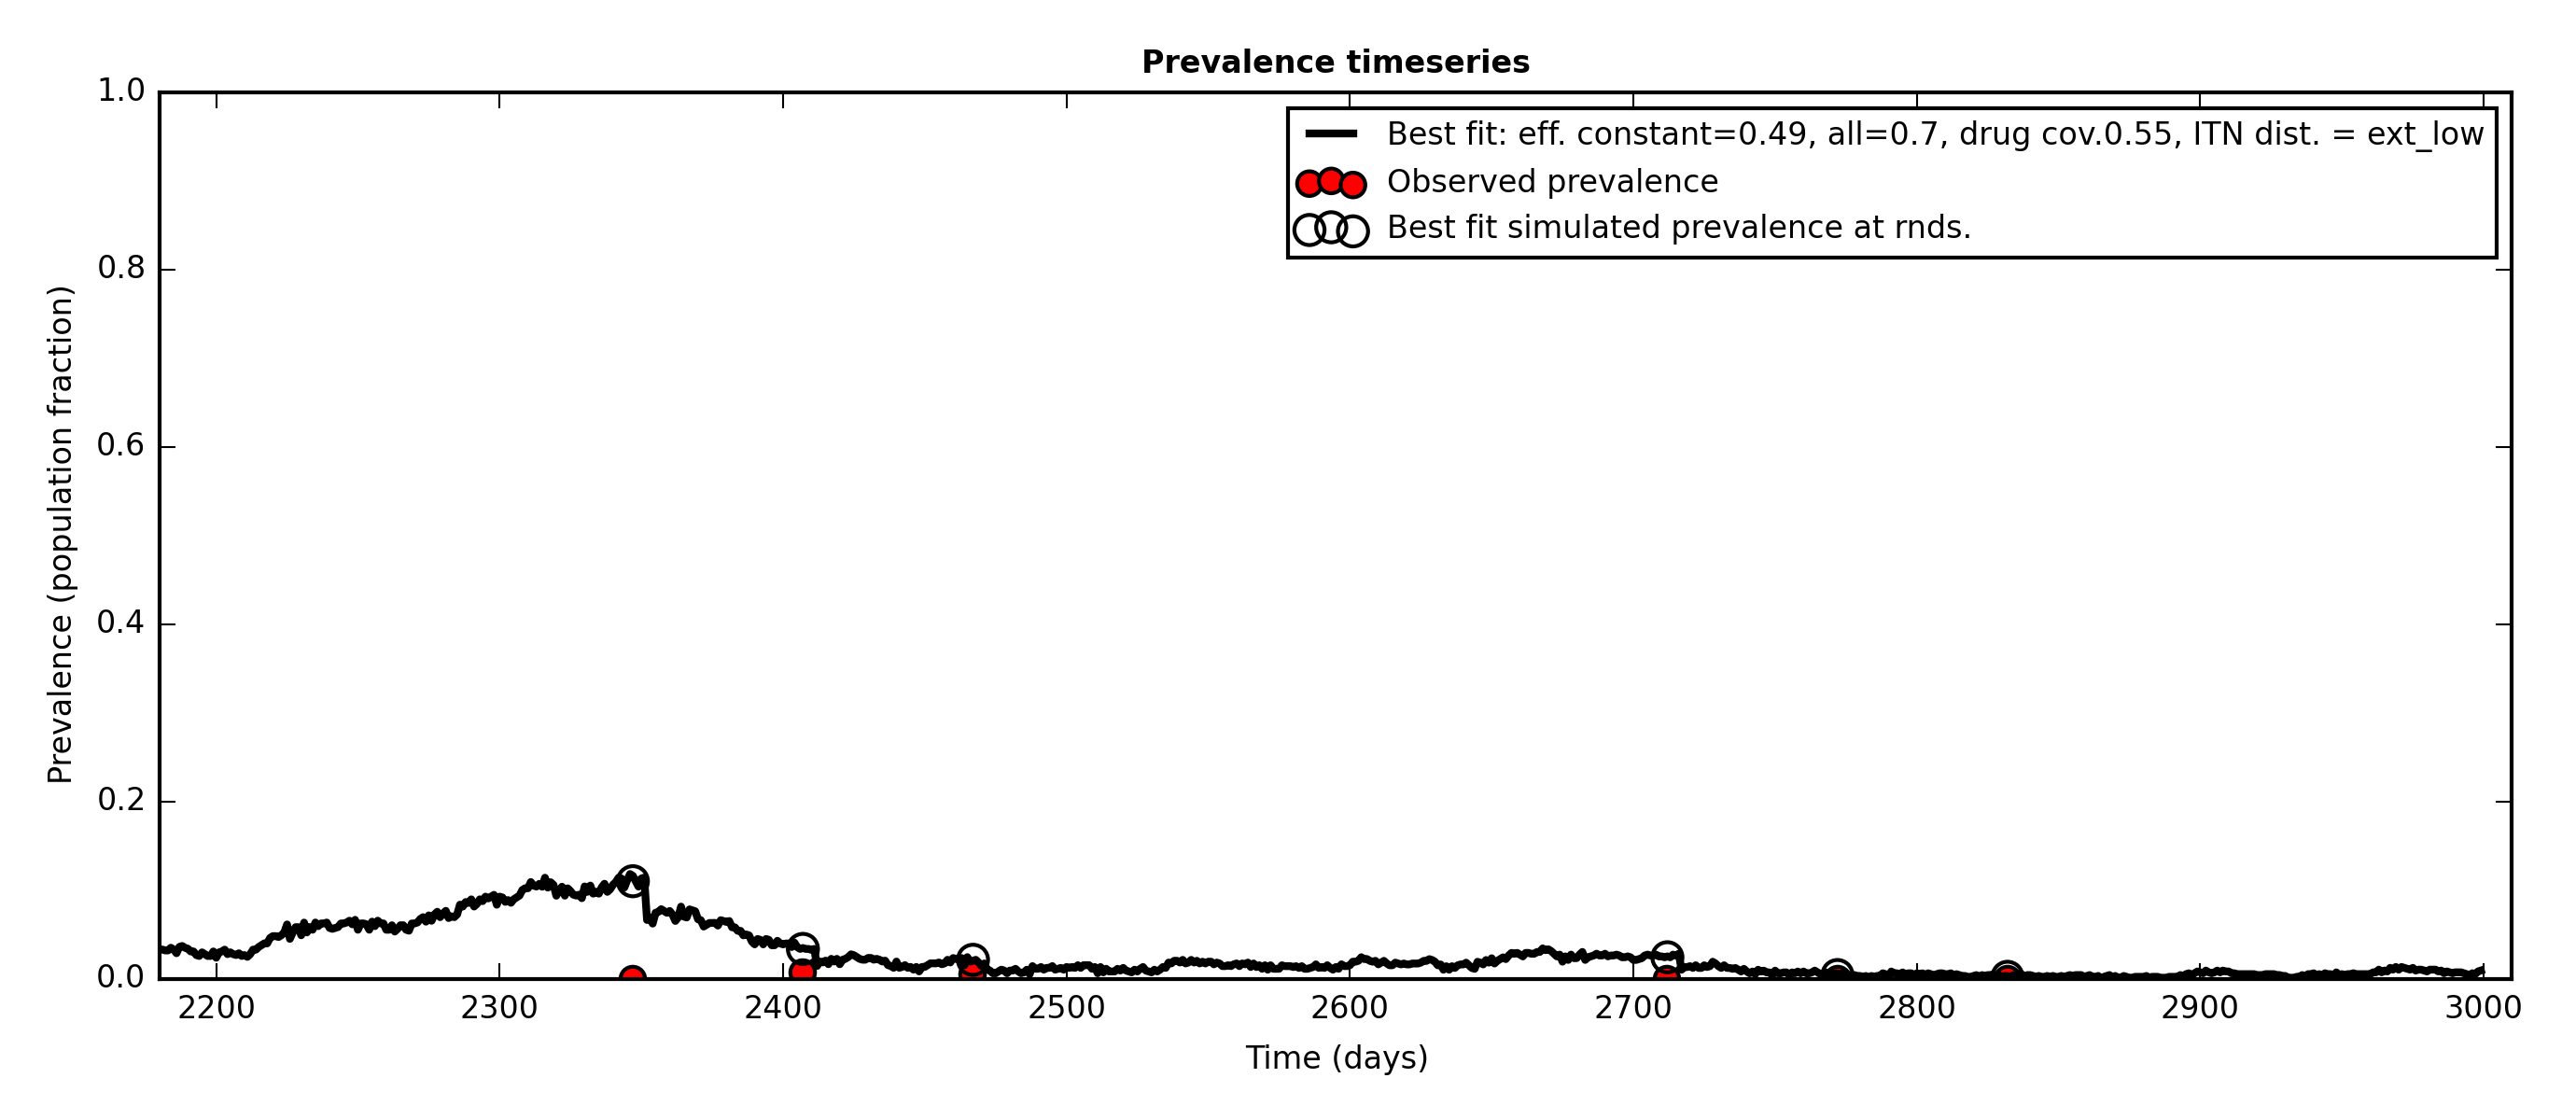 Prevalence timeseries
1.0
0.8
0.6
0.4
0.2
0.0
Prevalence (population fraction)
Best fit: eff. constant=0.49, all=0.7, drug cov.0.55, ITN dist. = ext_low
Observed prevalence
Best fit simulated prevalence at rnds.
2200 2300 2400 2500 2600 2700 2800 2900 3000
Time (days)